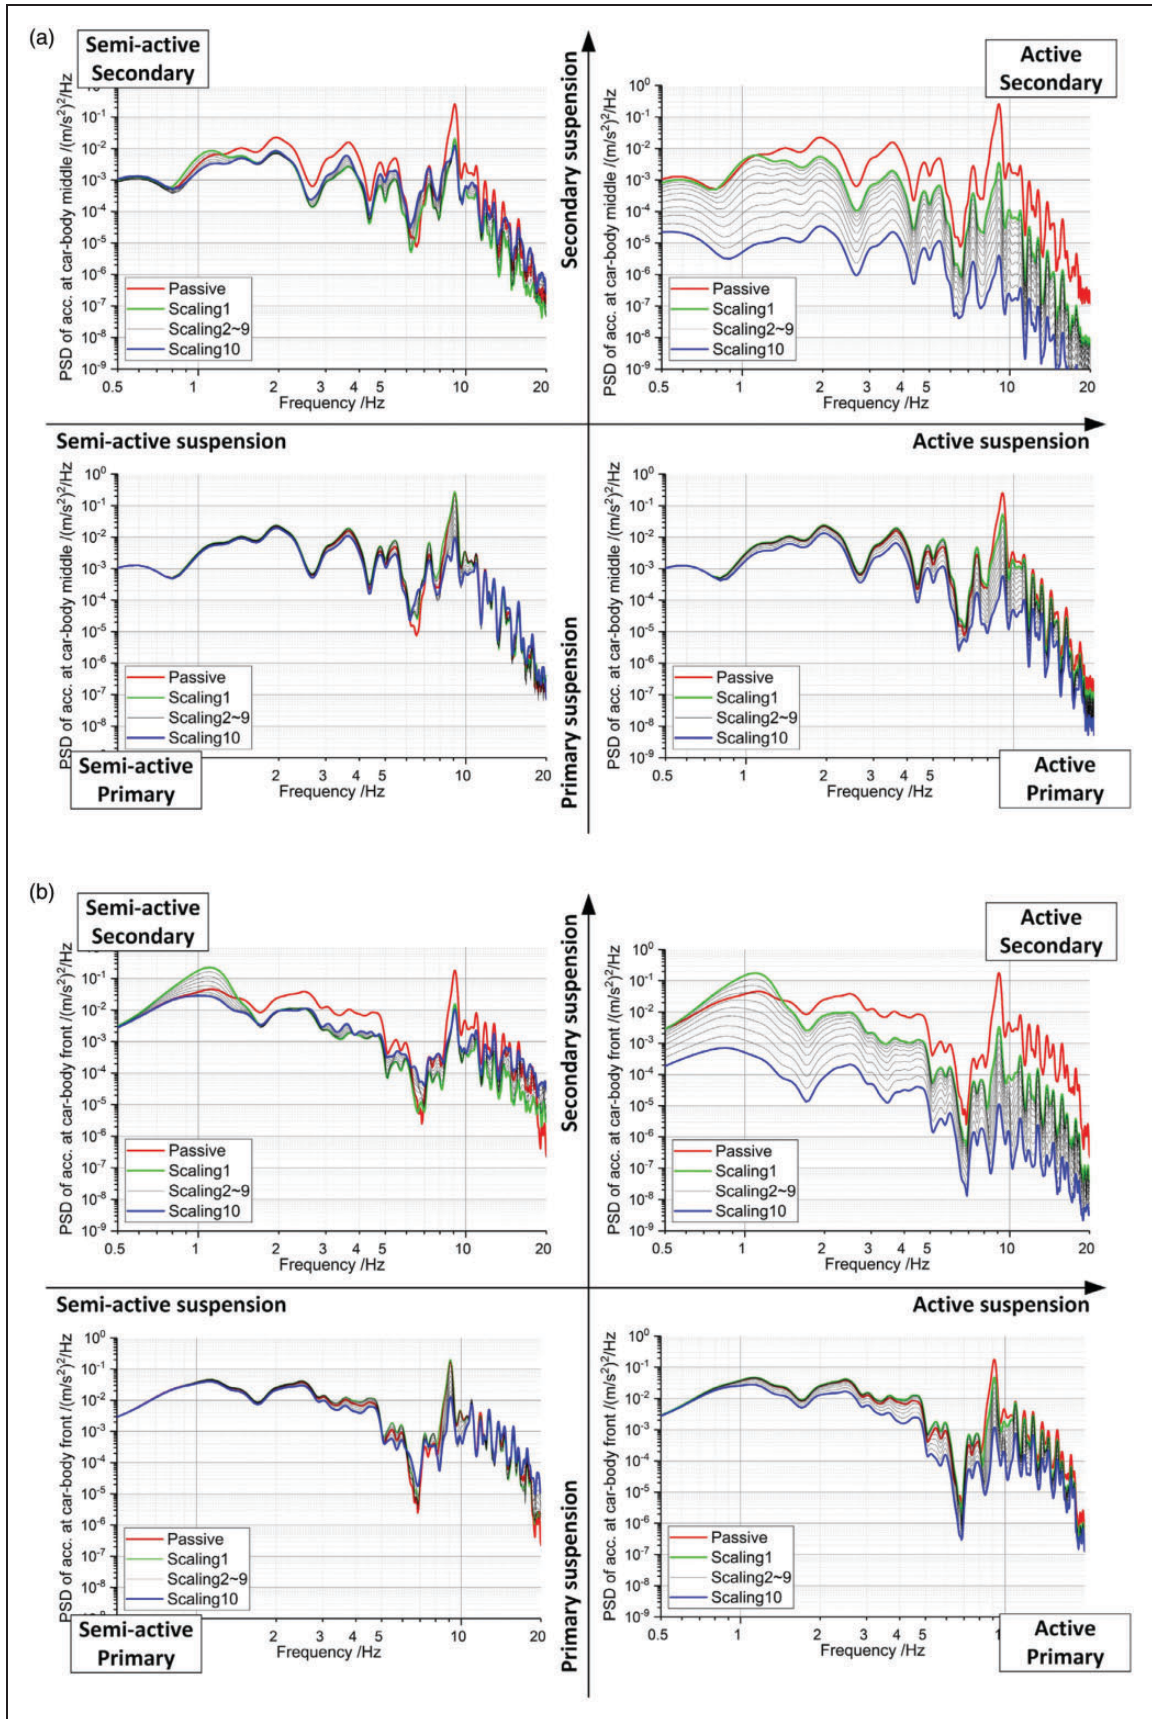 (a)
Semi-active
Secondary
Active
Secondary
Secondary suspension
PSD of acc. at car-body middle /(m/s²)²/Hz
10⁻¹
10⁻²
10⁻³
10⁻⁴
10⁻⁵
10⁻⁶
10⁻⁷
10⁻⁸
10⁻⁹
Passive
Scaling1
Scaling2~9
Scaling10
0.5 1 2 3 4 5 10 20
Frequency /Hz
PSD of acc. at car-body middle /(m/s²)²/Hz
10⁰
10⁻¹
10⁻²
10⁻³
10⁻⁴
10⁻⁵
10⁻⁶
10⁻⁷
10⁻⁸
10⁻⁹
Passive
Scaling1
Scaling2~9
Scaling10
0.5 1 2 3 4 5 10 20
Frequency /Hz
Semi-active suspension
Active suspension
Primary suspension
PSD of acc. at car-body middle /(m/s²)²/Hz
10⁰
10⁻¹
10⁻²
10⁻³
10⁻⁴
10⁻⁵
10⁻⁶
10⁻⁷
10⁻⁸
Passive
Scaling1
Scaling2~9
Scaling10
2 3 4 5 10 20
Frequency /Hz
Semi-active
Primary
PSD of acc. at car-body middle /(m/s²)²/Hz
10⁰
10⁻¹
10⁻²
10⁻³
10⁻⁴
10⁻⁵
10⁻⁶
10⁻⁷
10⁻⁸
10⁻⁹
Passive
Scaling1
Scaling2~9
Scaling10
0.5 1 2 3 4 5
Frequency /Hz
Active
Primary
(b)
Semi-active
Secondary
Active
Secondary
Secondary suspension
PSD of acc. at car-body front /(m/s²)²/Hz
10⁻¹
10⁻²
10⁻³
10⁻⁴
10⁻⁵
10⁻⁶
10⁻⁷
10⁻⁸
10⁻⁹
Passive
Scaling1
Scaling2~9
Scaling10
0.5 1 2 3 4 5 10 20
Frequency /Hz
PSD of acc. at car-body front /(m/s²)²/Hz
10⁰
10⁻¹
10⁻²
10⁻³
10⁻⁴
10⁻⁵
10⁻⁶
10⁻⁷
10⁻⁸
10⁻⁹
Passive
Scaling1
Scaling2~9
Scaling10
0.5 1 2 3 4 5 10 20
Frequency /Hz
Semi-active suspension
Active suspension
Primary suspension
PSD of acc. at car-body front /(m/s²)²/Hz
10⁰
10⁻¹
10⁻²
10⁻³
10⁻⁴
10⁻⁵
10⁻⁶
10⁻⁷
10⁻⁸
Passive
Scaling1
Scaling2~9
Scaling10
2 3 4 5 10 20
Frequency /Hz
Semi-active
Primary
PSD of acc. at car-body front /(m/s²)²/Hz
10⁰
10⁻¹
10⁻²
10⁻³
10⁻⁴
10⁻⁵
10⁻⁶
10⁻⁷
10⁻⁸
10⁻⁹
Passive
Scaling1
Scaling2~9
Scaling10
0.5 1 2 3 4 5
Frequency /Hz
Active
Primary